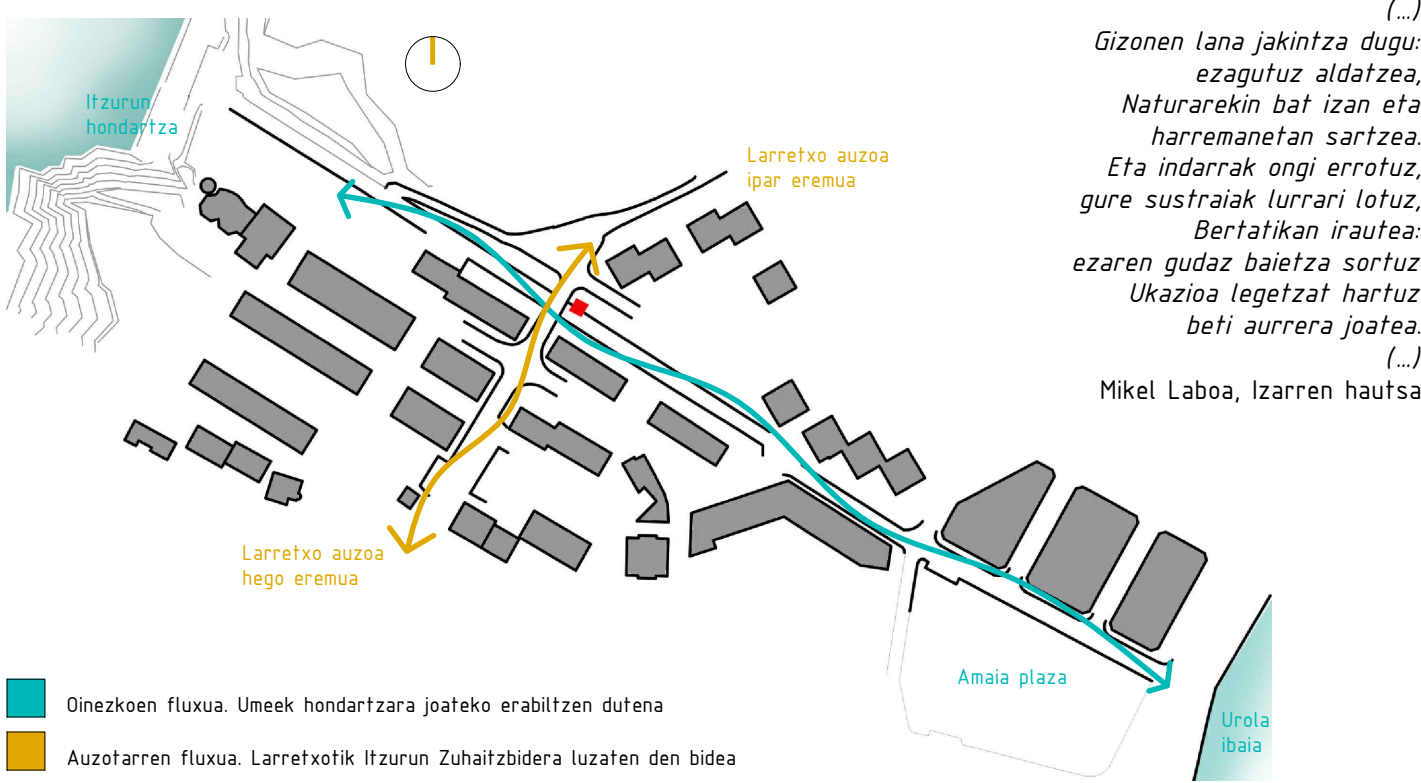 (...)
Gizonen lana jakintza dugu:
ezagutuz aldatzea,
Naturarekin bat izan eta
harremanetan sartzea.
Eta indarrak ongi errotuz,
gure sustraiak lurrari lotuz,
Bertatikan irautea:
ezaren gudaz baietza sortuz
Ukazioa legetzat hartuz
beti aurrera joatea.
(...)
Mikel Laboa, Izarren hautsa
Itzurun
hondartza
Larretxo auzoa
ipar eremua
Larretxo auzoa
hego eremua
Amaia plaza
Urola
ibaia
Oinezkoen fluxua. Umeek hondartzara joateko erabiltzen dutena
Auzotarren fluxua. Larretxotik Itzurun Zuhaitzbidera luzaten den bidea